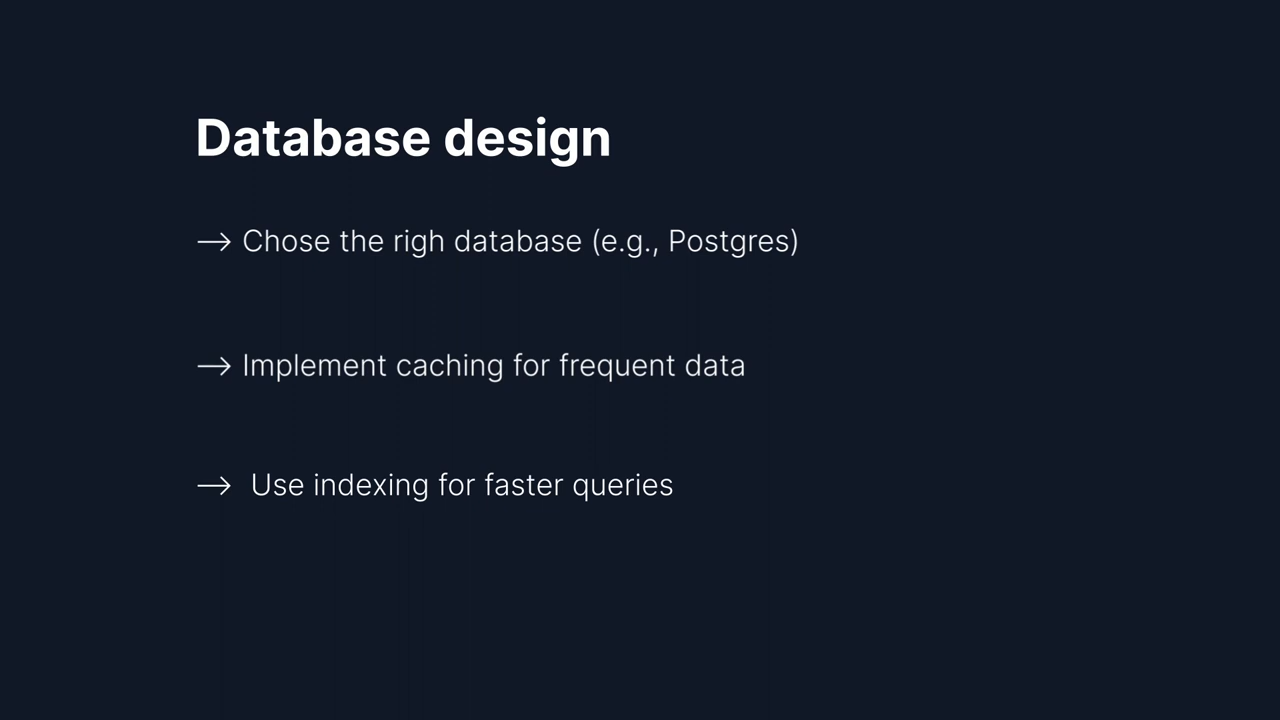 Database design
→ Chose the righ database (e.g., Postgres)
→ Implement caching for frequent data
→ Use indexing for faster queries